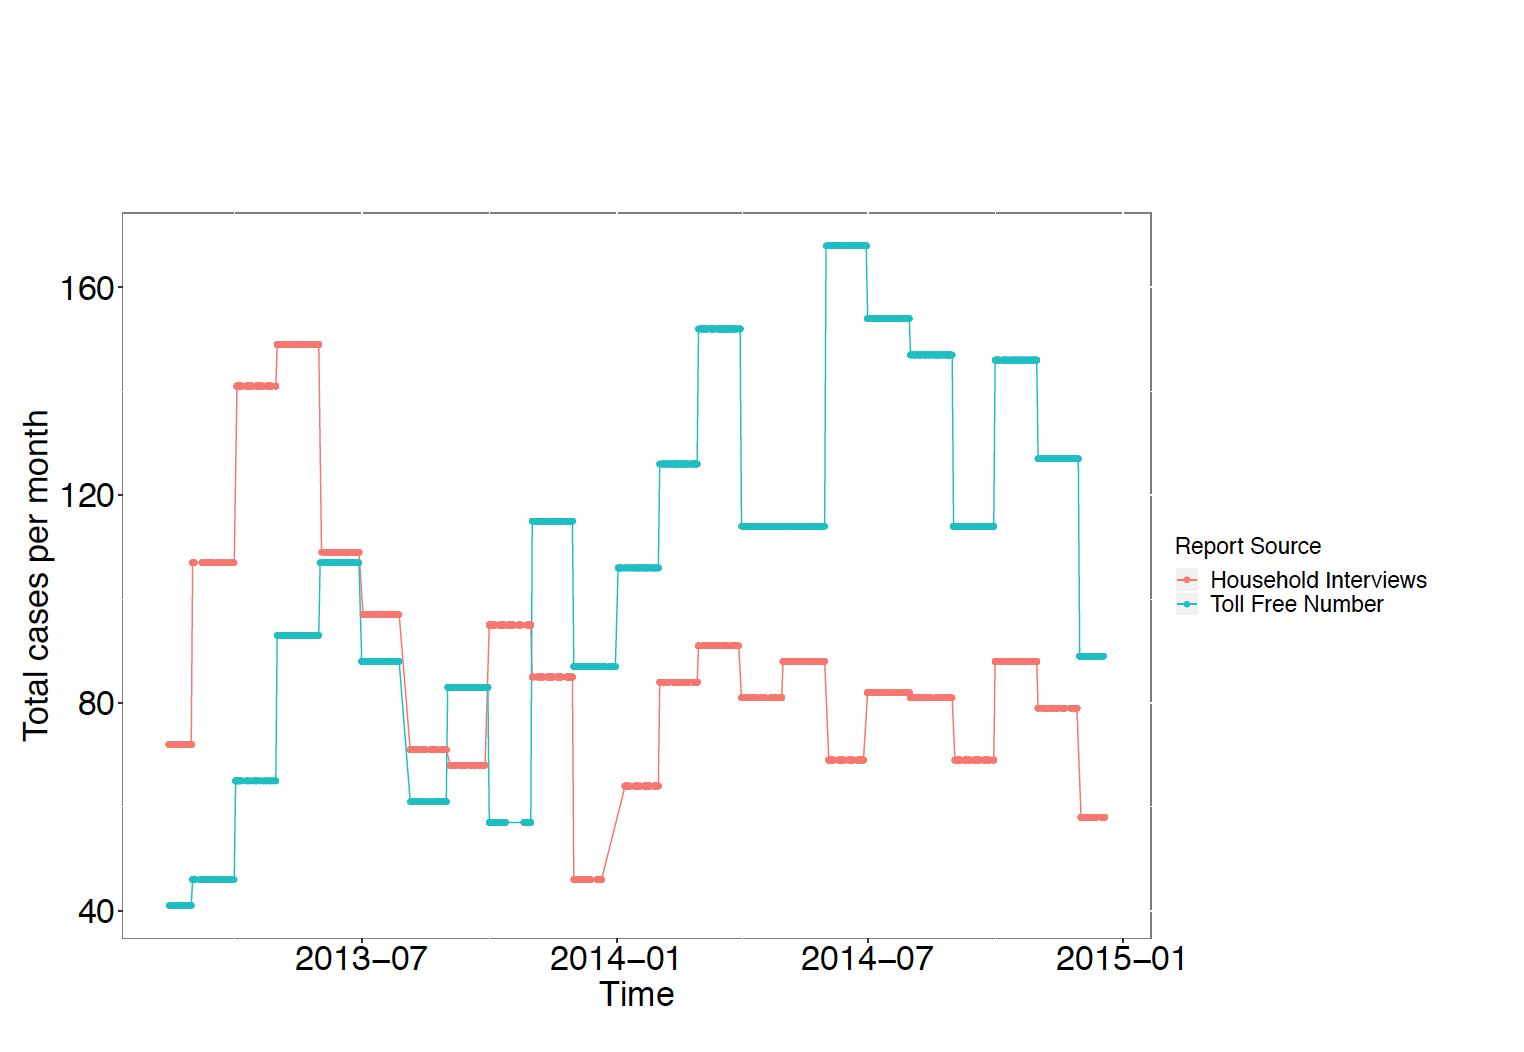 160
120
80
40
Total cases per month
2013–07
2014–01
2014–07
2015–01
Time
Report Source
Household Interviews
Toll Free Number